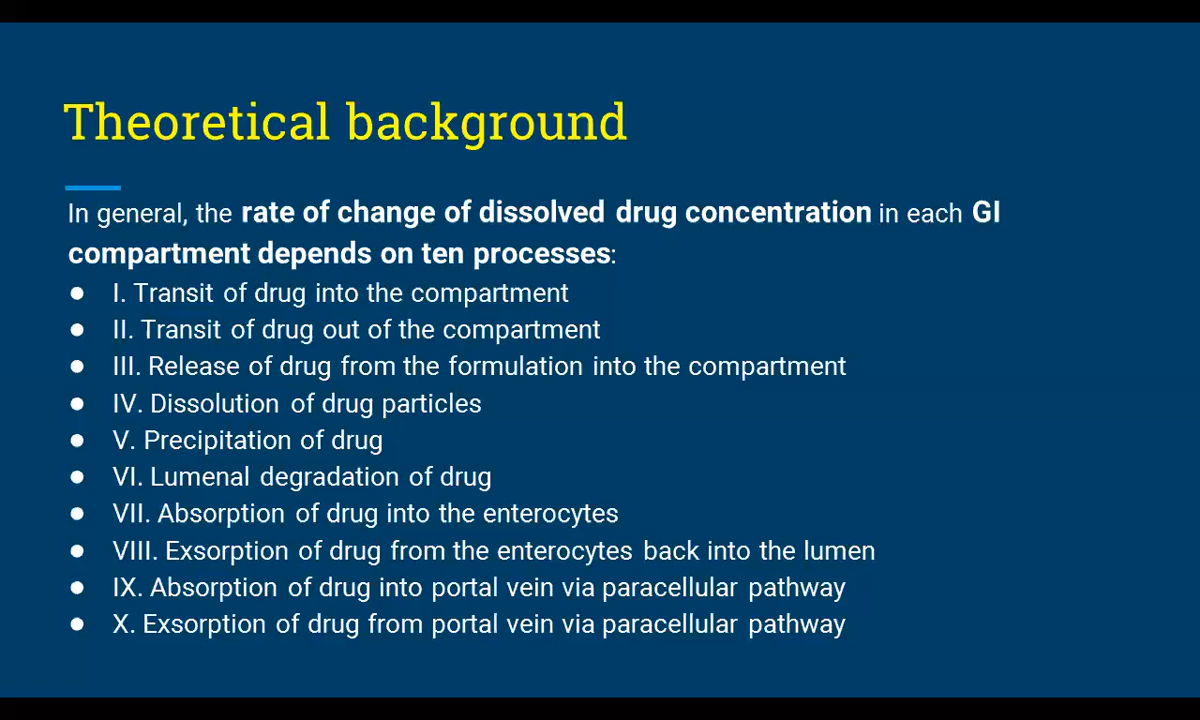 Theoretical background
In general, the rate of change of dissolved drug concentration in each GI
compartment depends on ten processes:
● I. Transit of drug into the compartment
● II. Transit of drug out of the compartment
● III. Release of drug from the formulation into the compartment
● IV. Dissolution of drug particles
● V. Precipitation of drug
● VI. Lumenal degradation of drug
● VII. Absorption of drug into the enterocytes
● VIII. Exsorption of drug from the enterocytes back into the lumen
● IX. Absorption of drug into portal vein via paracellular pathway
● X. Exsorption of drug from portal vein via paracellular pathway